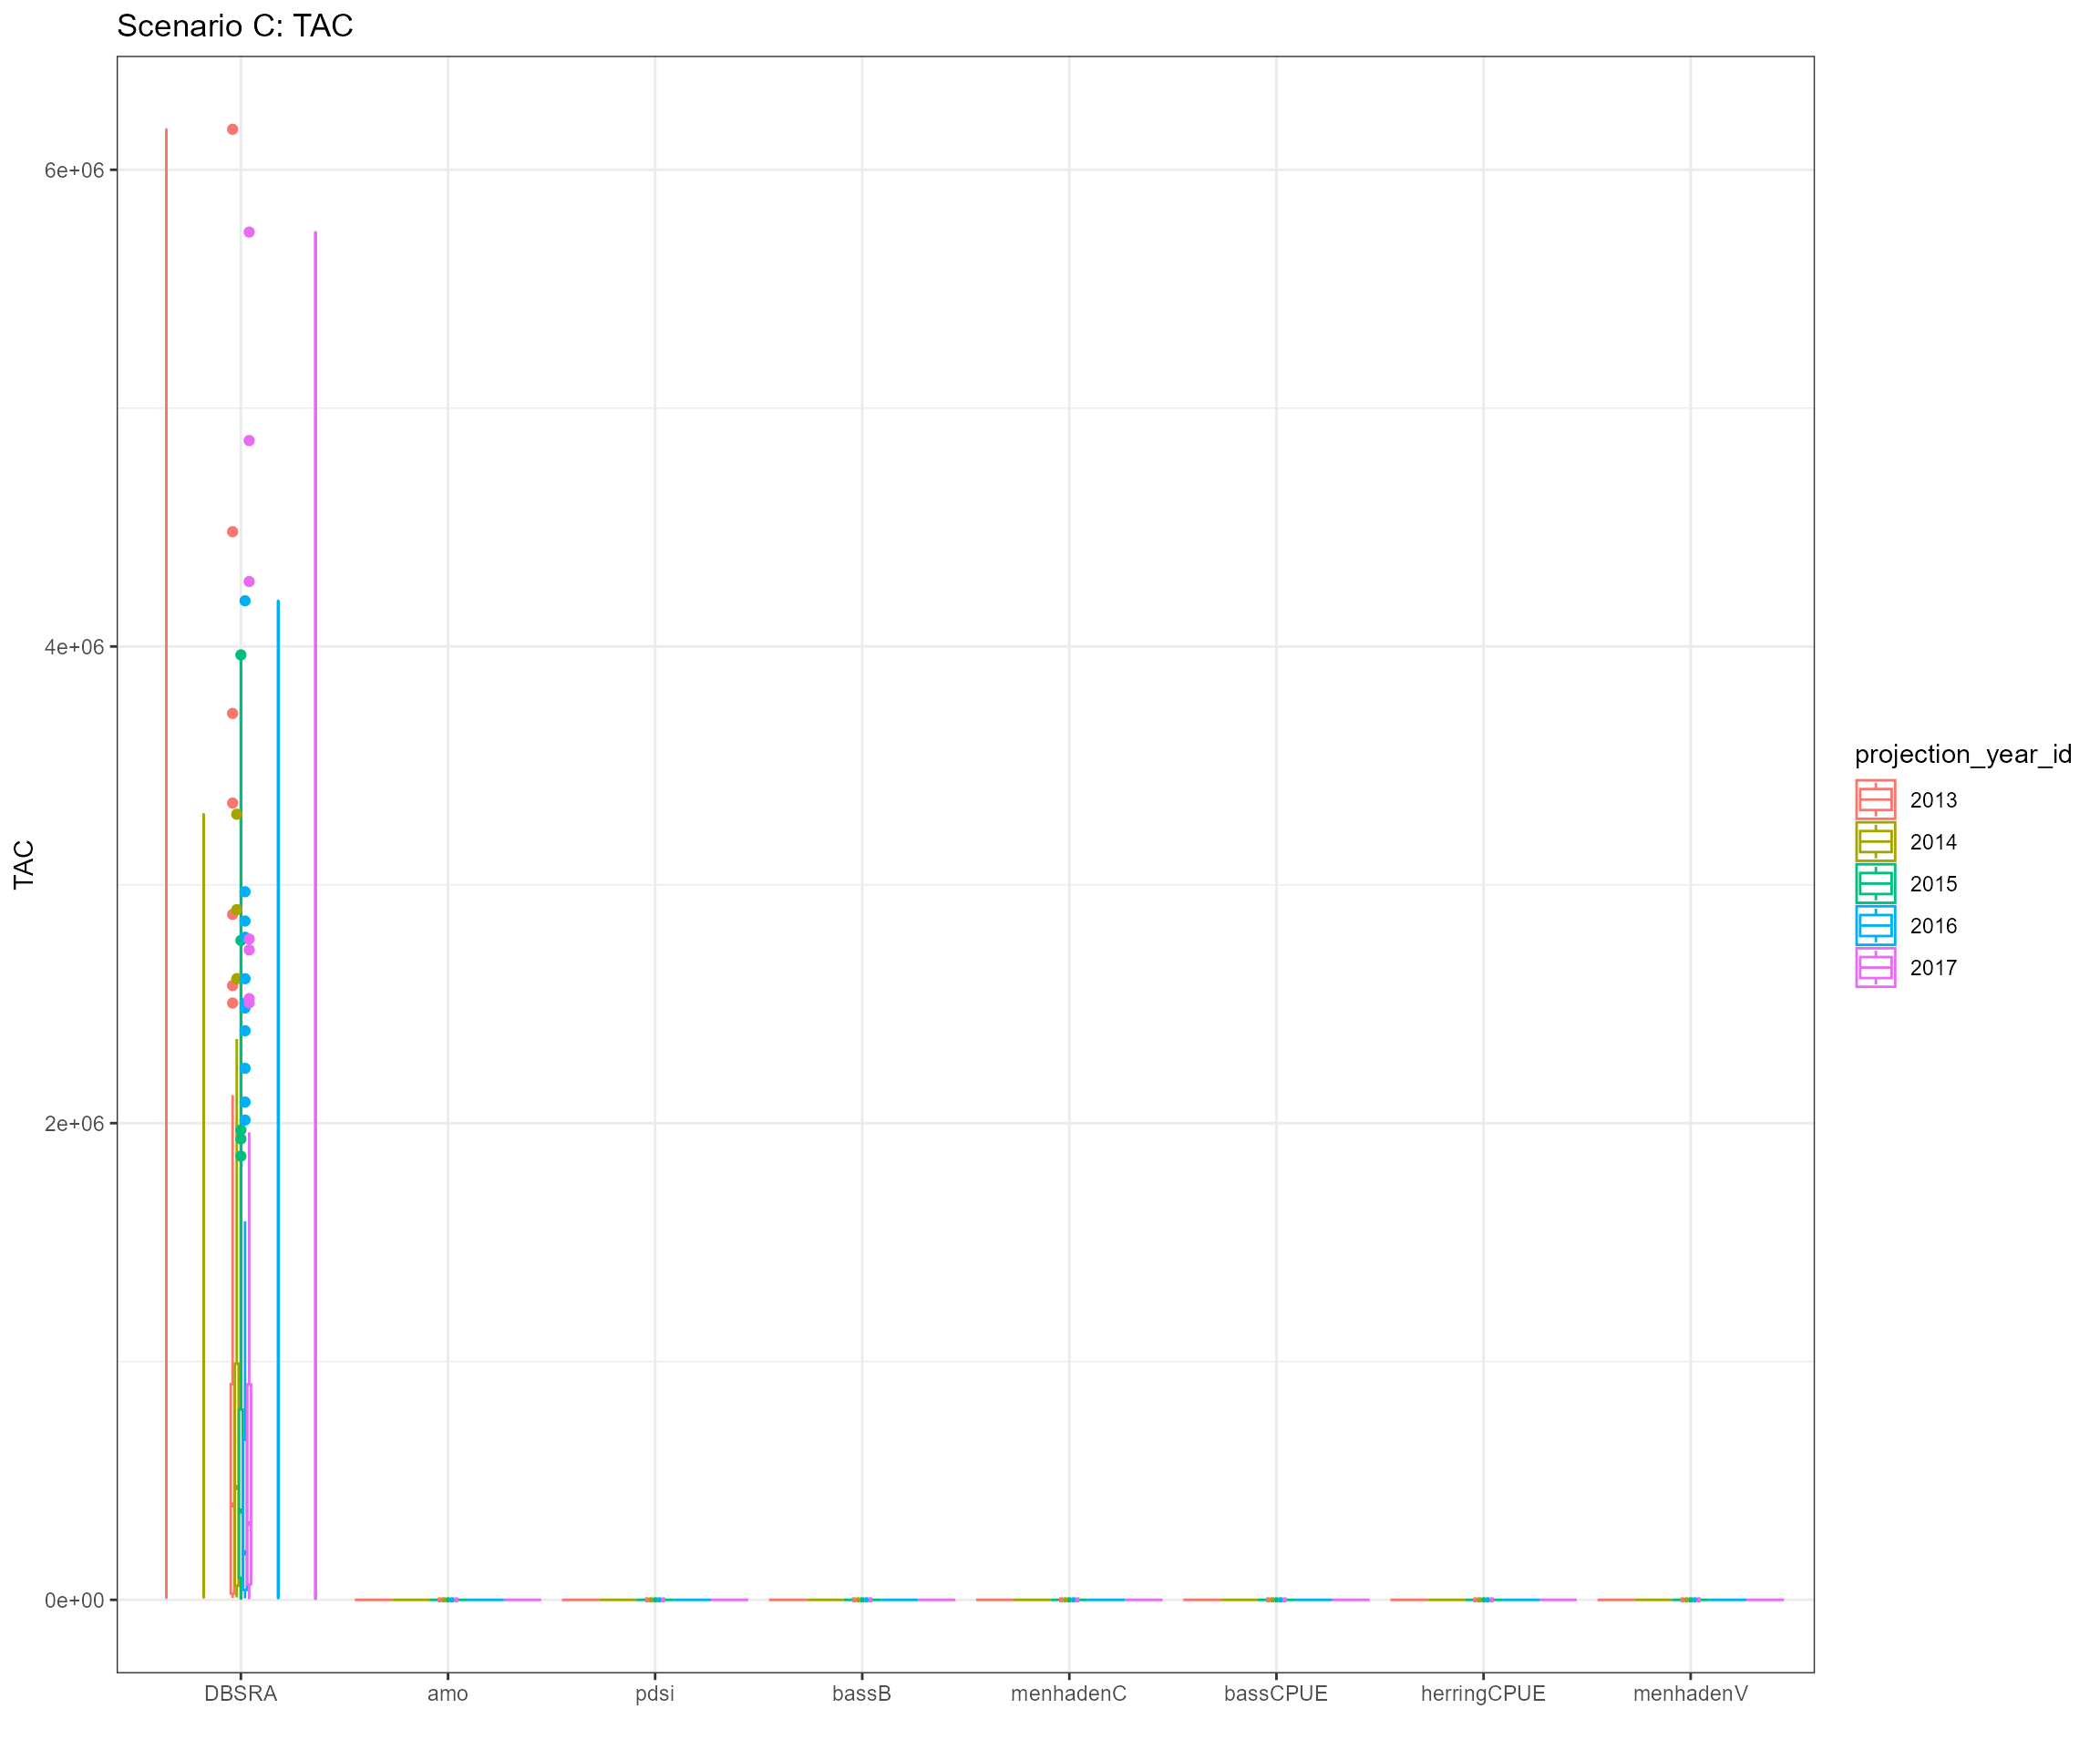 Scenario C: TAC
TAC
6e+06
4e+06
2e+06
0e+00
DBSRA amo pdsi bassB menhadenC bassCPUE herringCPUE menhadenV
projection_year_id
2013
2014
2015
2016
2017